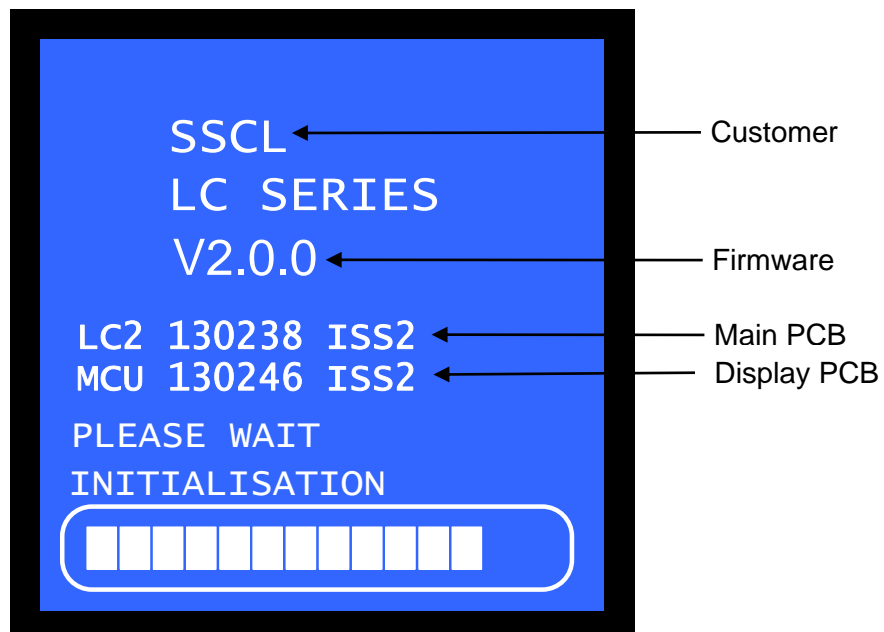 SSCL
Customer
LC SERIES
V2.0.0
Firmware
LC2 130238 ISS2
Main PCB
MCU 130246 ISS2
Display PCB
PLEASE WAIT
INITIALISATION